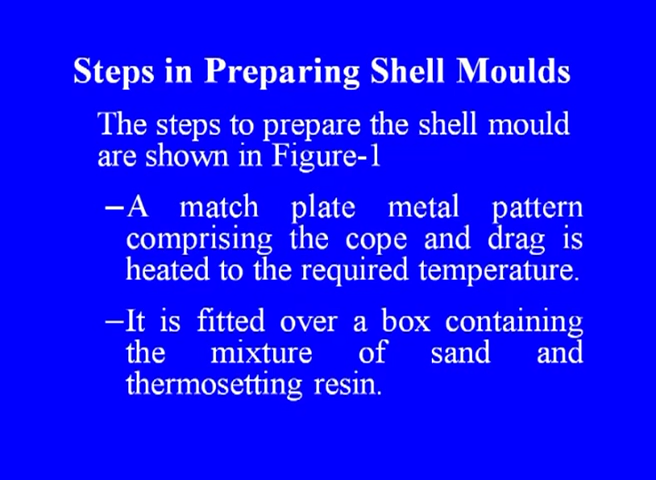 Steps in Preparing Shell Moulds
The steps to prepare the shell mould
are shown in Figure-1
–A match plate metal pattern
comprising the cope and drag is
heated to the required temperature.
–It is fitted over a box containing
the mixture of sand and
thermosetting resin.